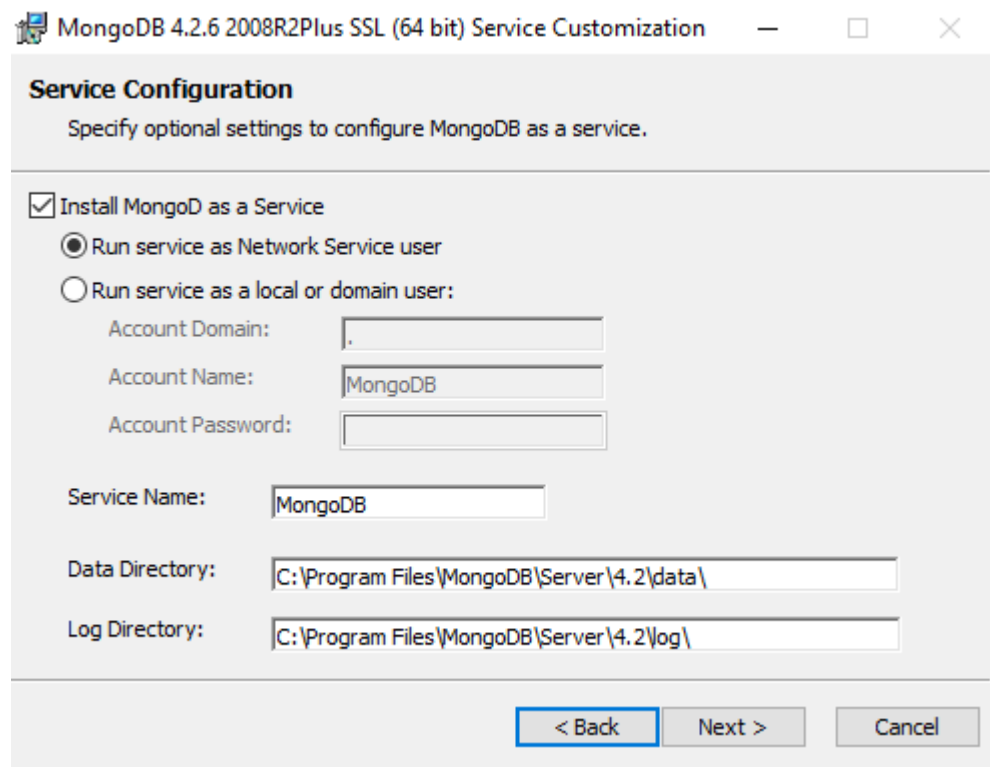 MongoDB 4.2.6 2008R2Plus SSL (64 bit) Service Customization
Service Configuration
Specify optional settings to configure MongoDB as a service.
Install MongoD as a Service
Run service as Network Service user
Run service as a local or domain user:
Account Domain: .
Account Name: MongoDB
Account Password:
Service Name: MongoDB
Data Directory: C:\Program Files\MongoDB\Server\4.2\data\
Log Directory: C:\Program Files\MongoDB\Server\4.2\log\
< Back Next > Cancel